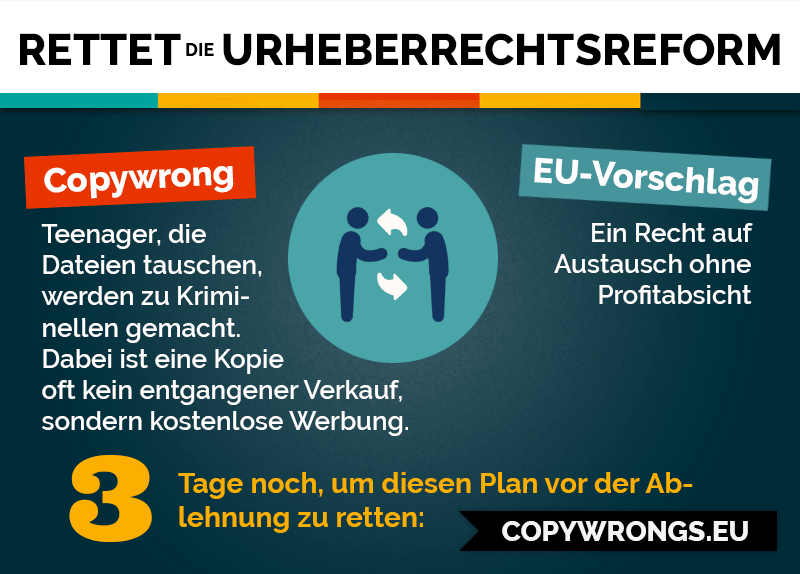 RETTET DIE URHEBERRECHTSREFORM
Copywrong
Teenager, die
Dateien tauschen,
werden zu Krimi-
nellen gemacht.
Dabei ist eine Kopie
oft kein entgangener Verkauf,
sondern kostenlose Werbung.
EU-Vorschlag
Ein Recht auf
Austausch ohne
Profitabsicht
3
Tage noch, um diesen Plan vor der Ab-
lehnung zu retten:
COPYWRONGS.EU